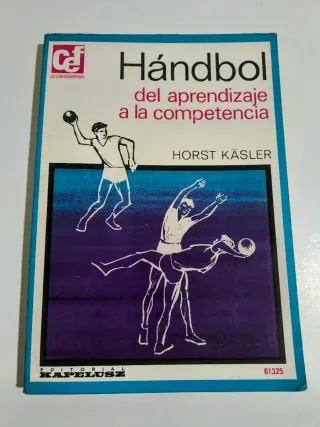 cef
Hándbol
del aprendizaje
a la competencia
HORST KÄSLER
EDITORIAL
KAPELUSZ
61325